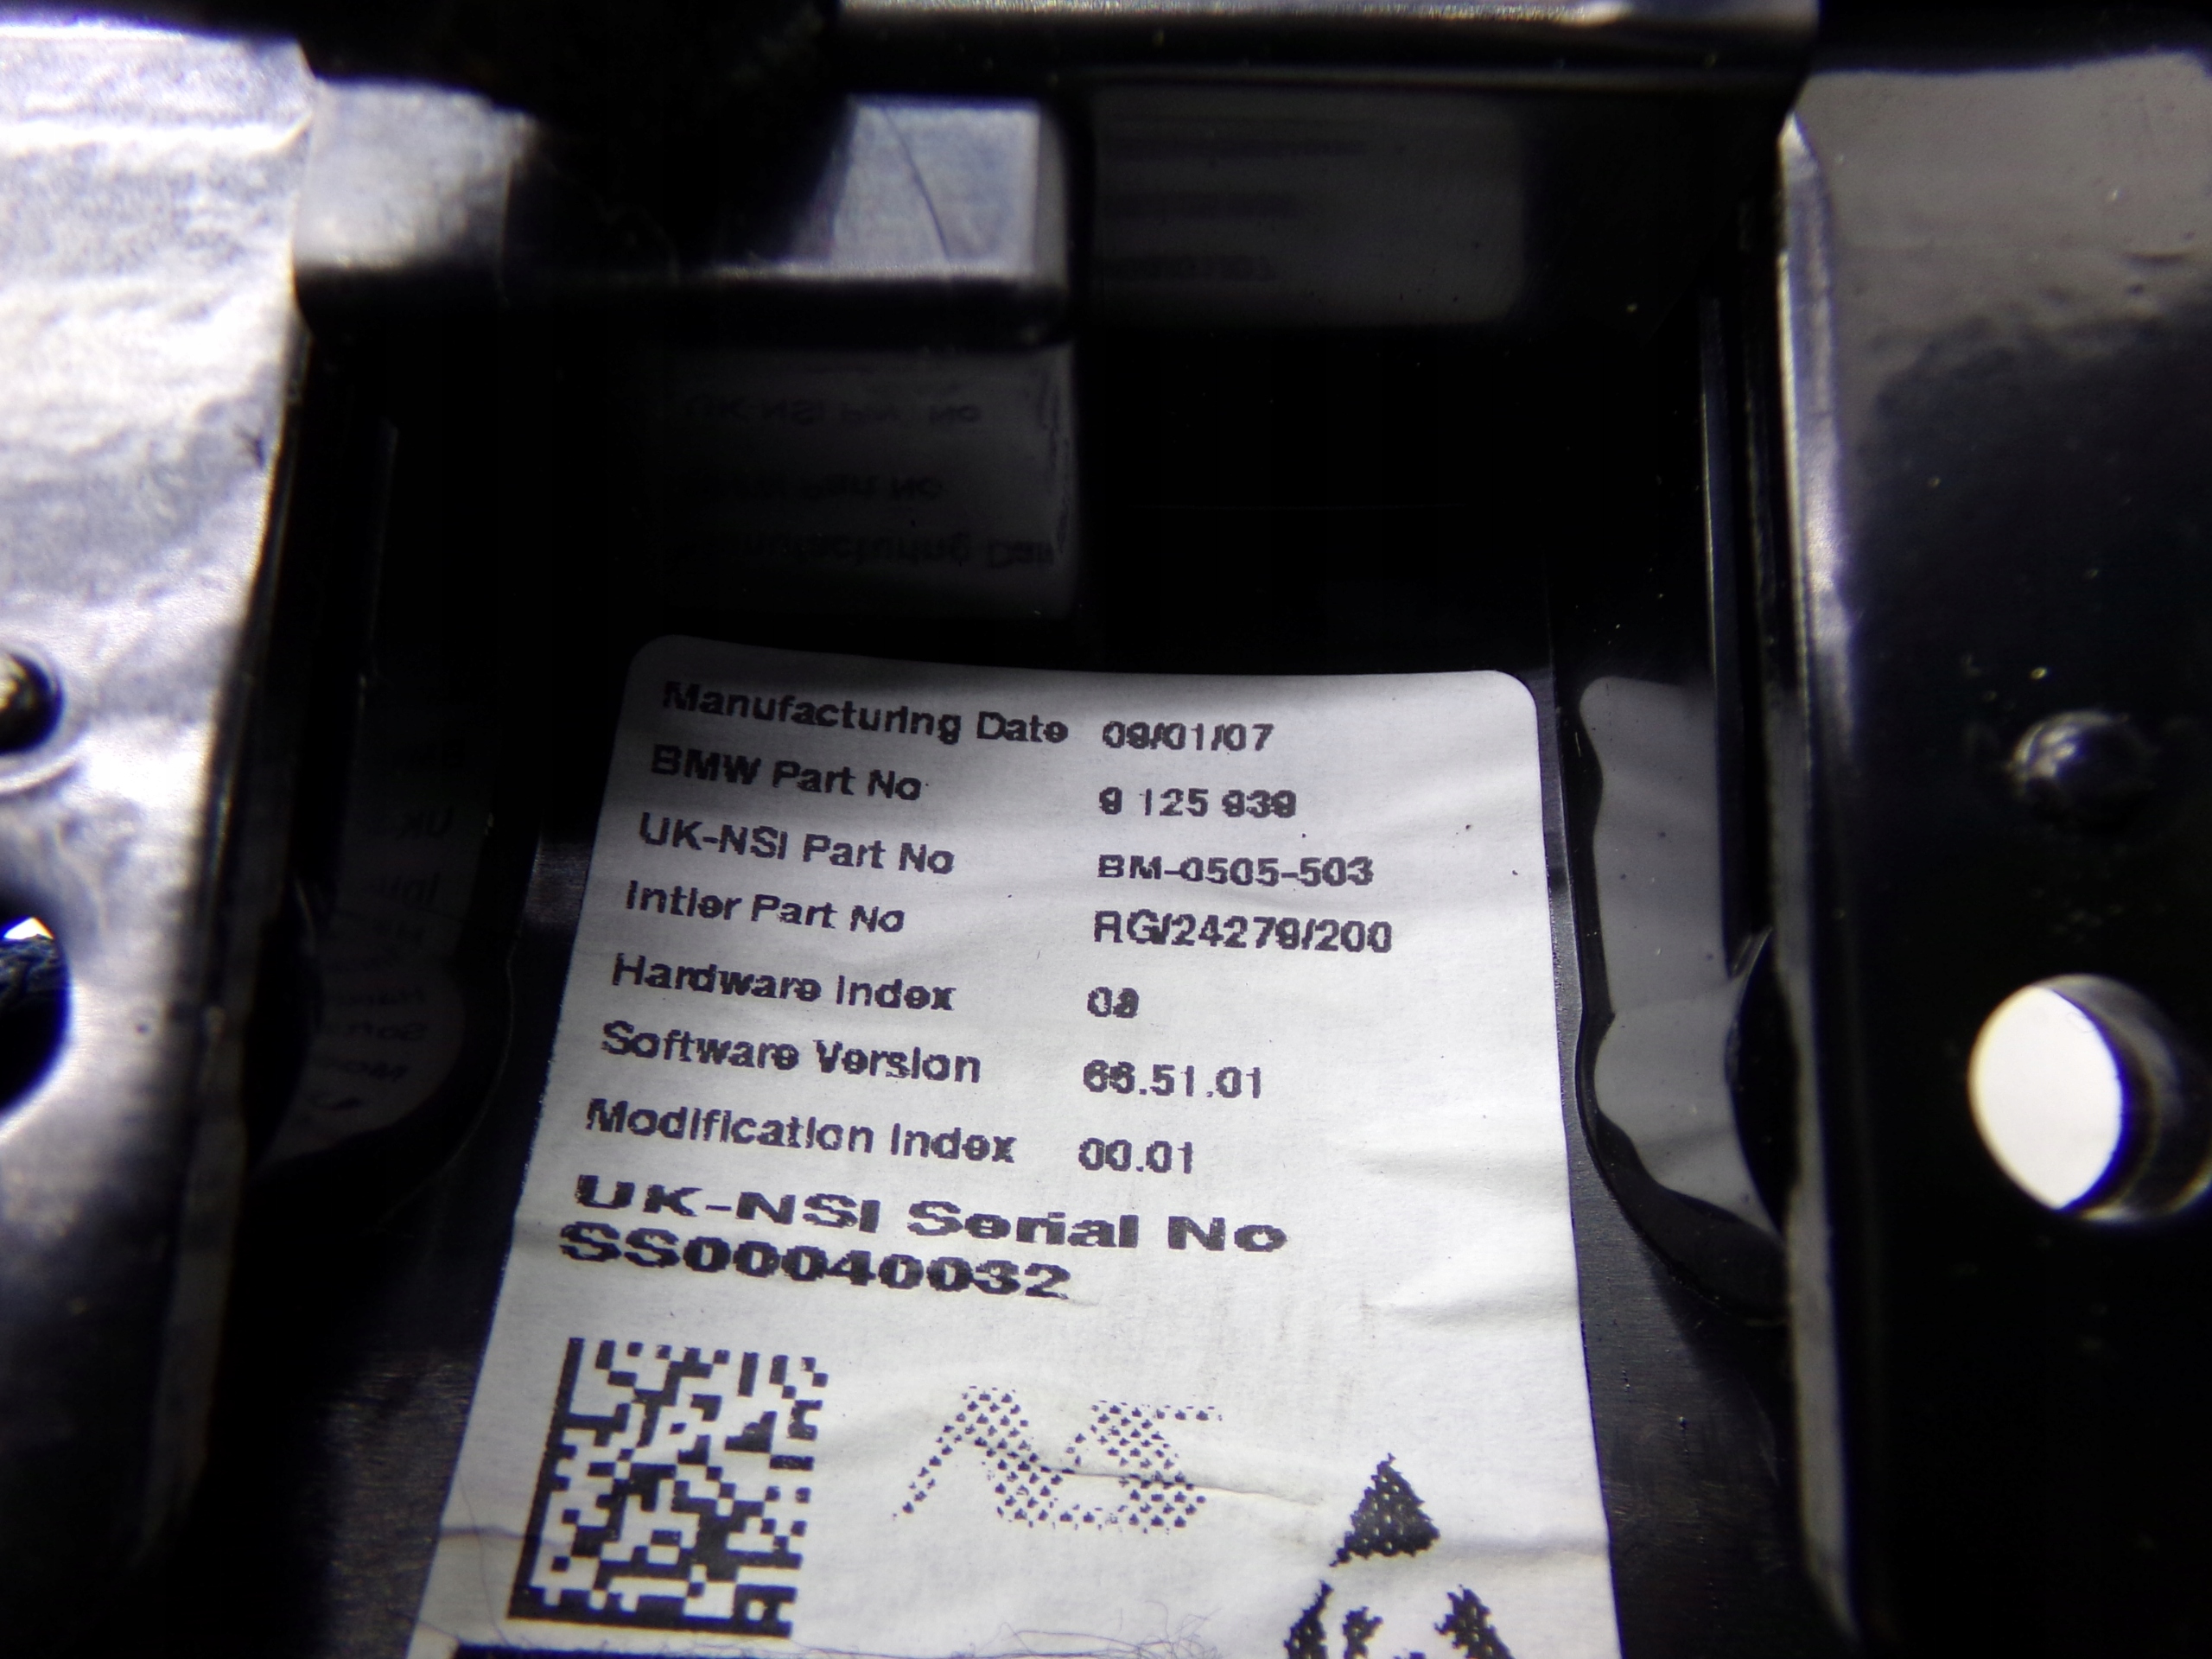 Manufacturing Date 09/01/07
BMW Part No 9 125 939
UK-NSI Part No BM-0505-503
Intier Part No RG/24279/200
Hardware Index
Software Version 66.51.01
Modification Index 00.01
UK-NSI Serial No
SS00040032